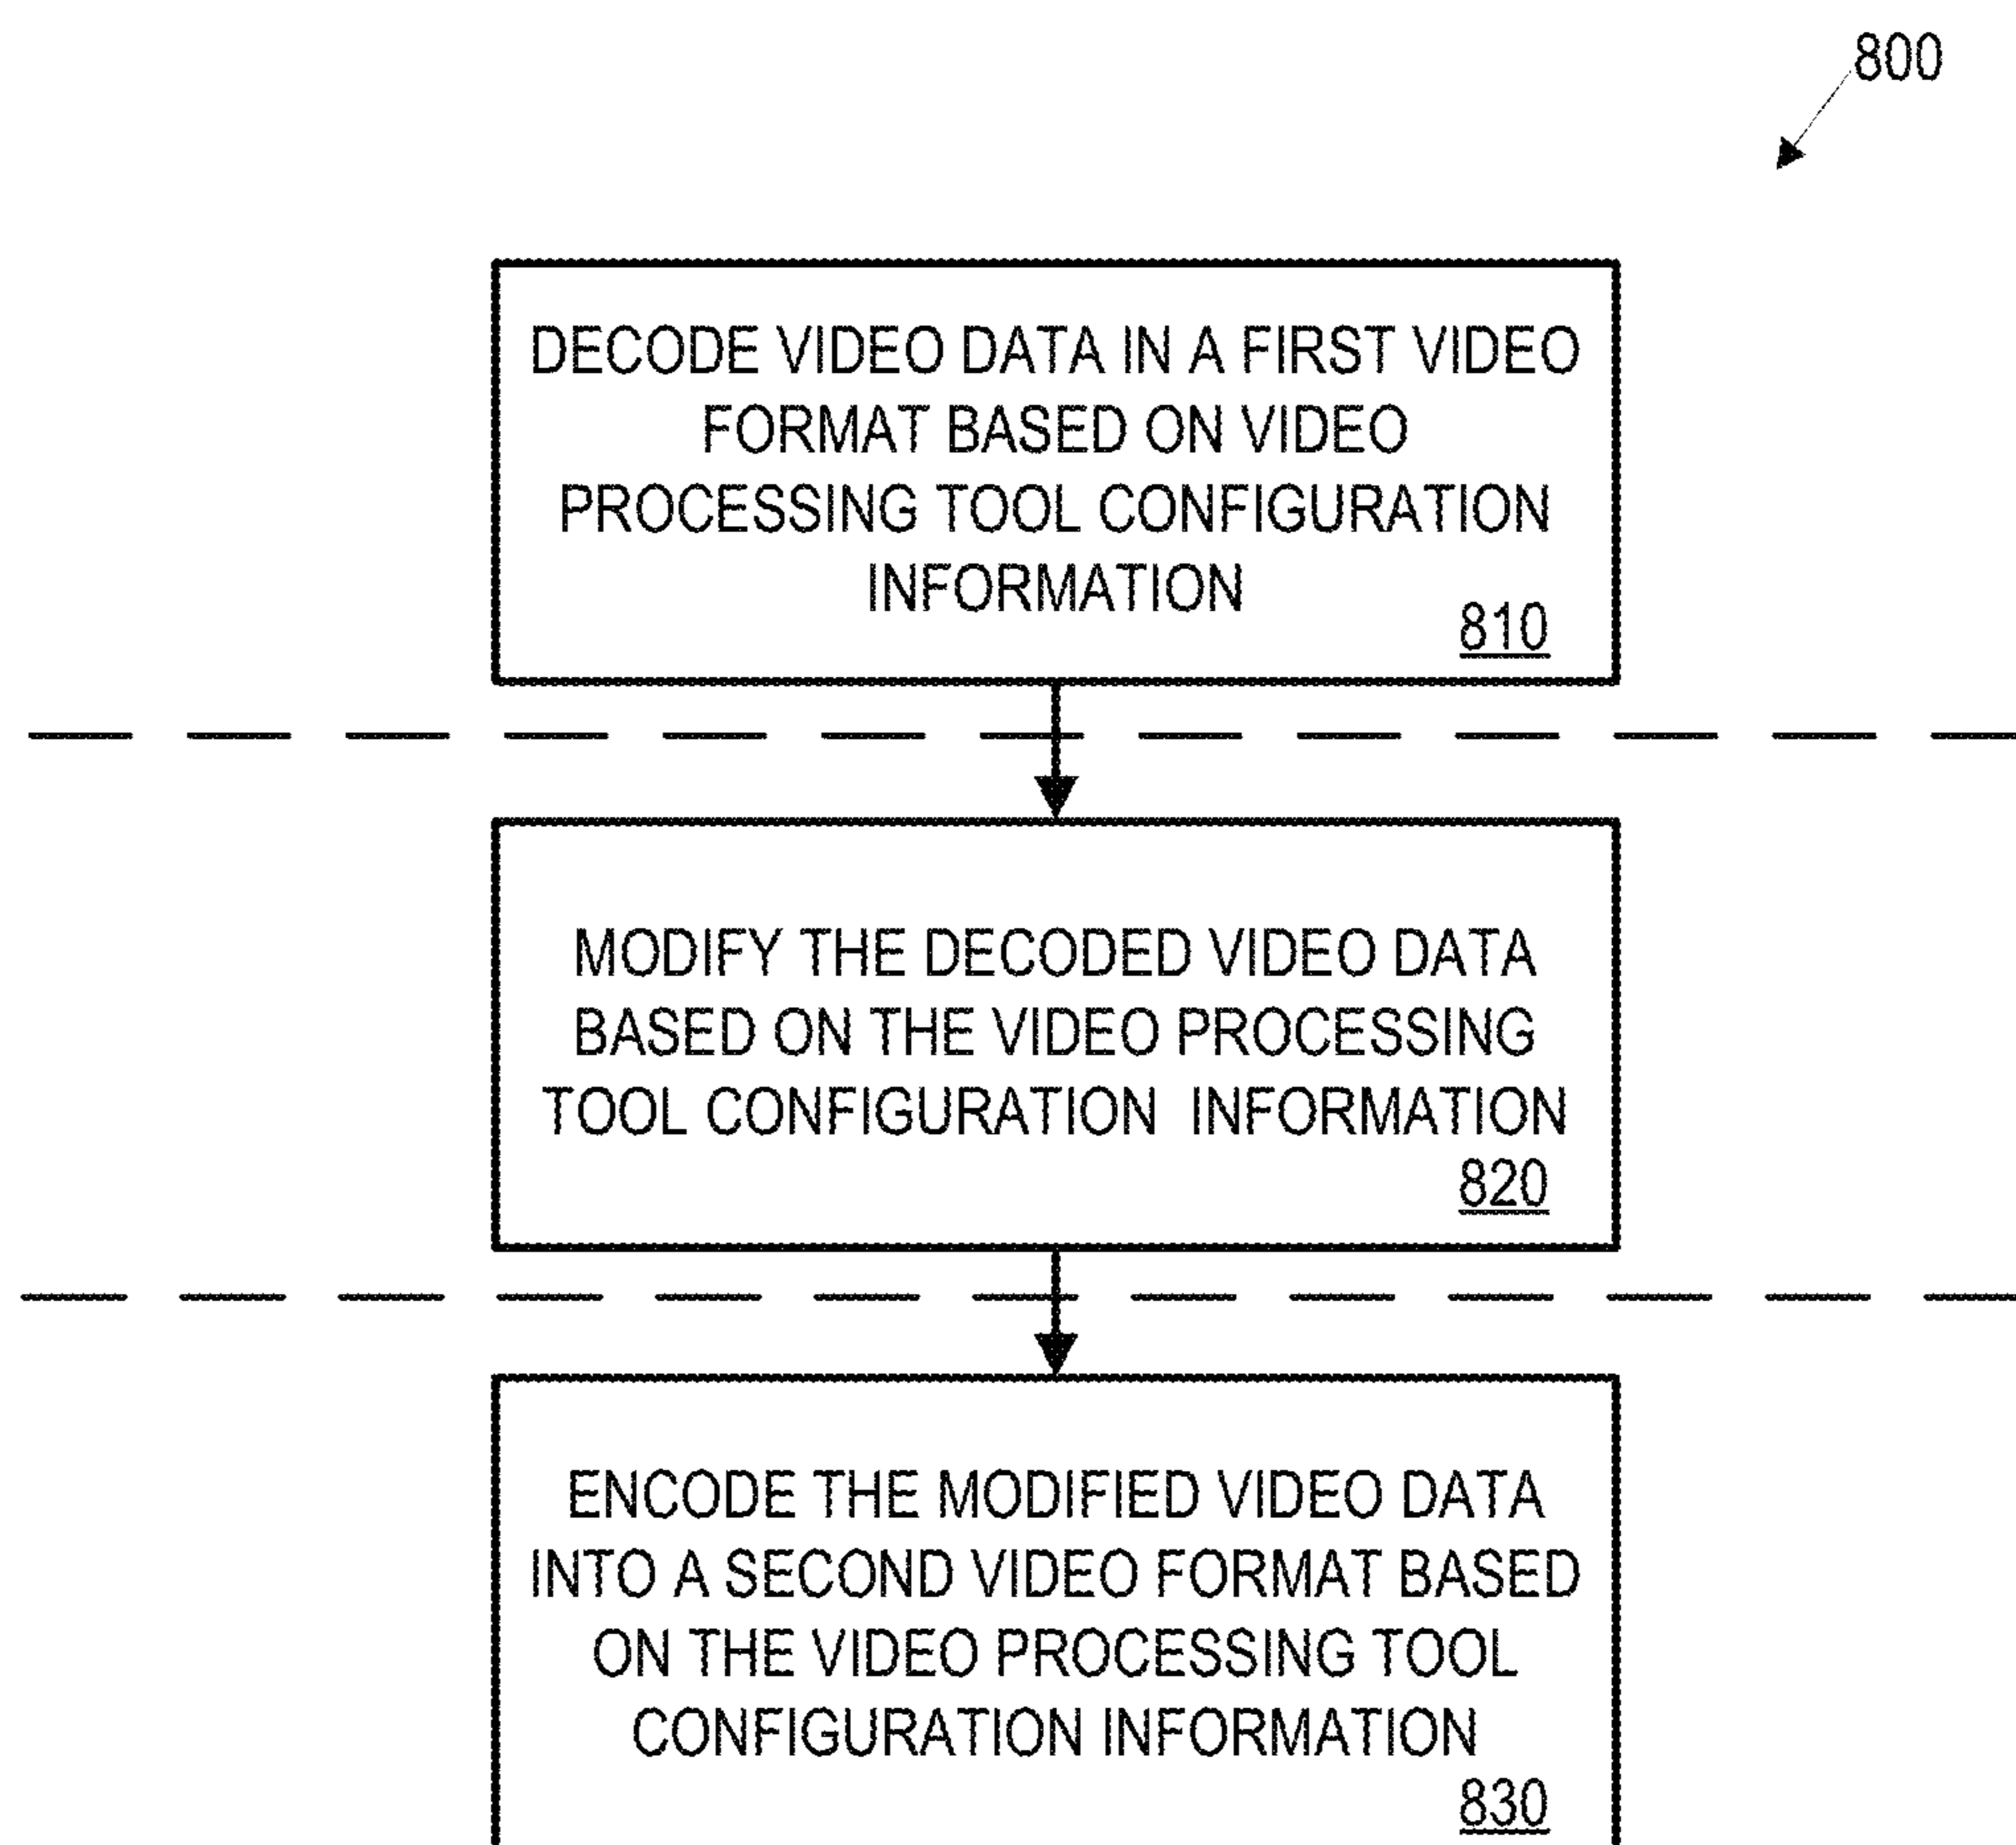 800
DECODE VIDEO DATA IN A FIRST VIDEO
FORMAT BASED ON VIDEO
PROCESSING TOOL CONFIGURATION
INFORMATION
810
MODIFY THE DECODED VIDEO DATA
BASED ON THE VIDEO PROCESSING
TOOL CONFIGURATION INFORMATION
820
ENCODE THE MODIFIED VIDEO DATA
INTO A SECOND VIDEO FORMAT BASED
ON THE VIDEO PROCESSING TOOL
CONFIGURATION INFORMATION
830